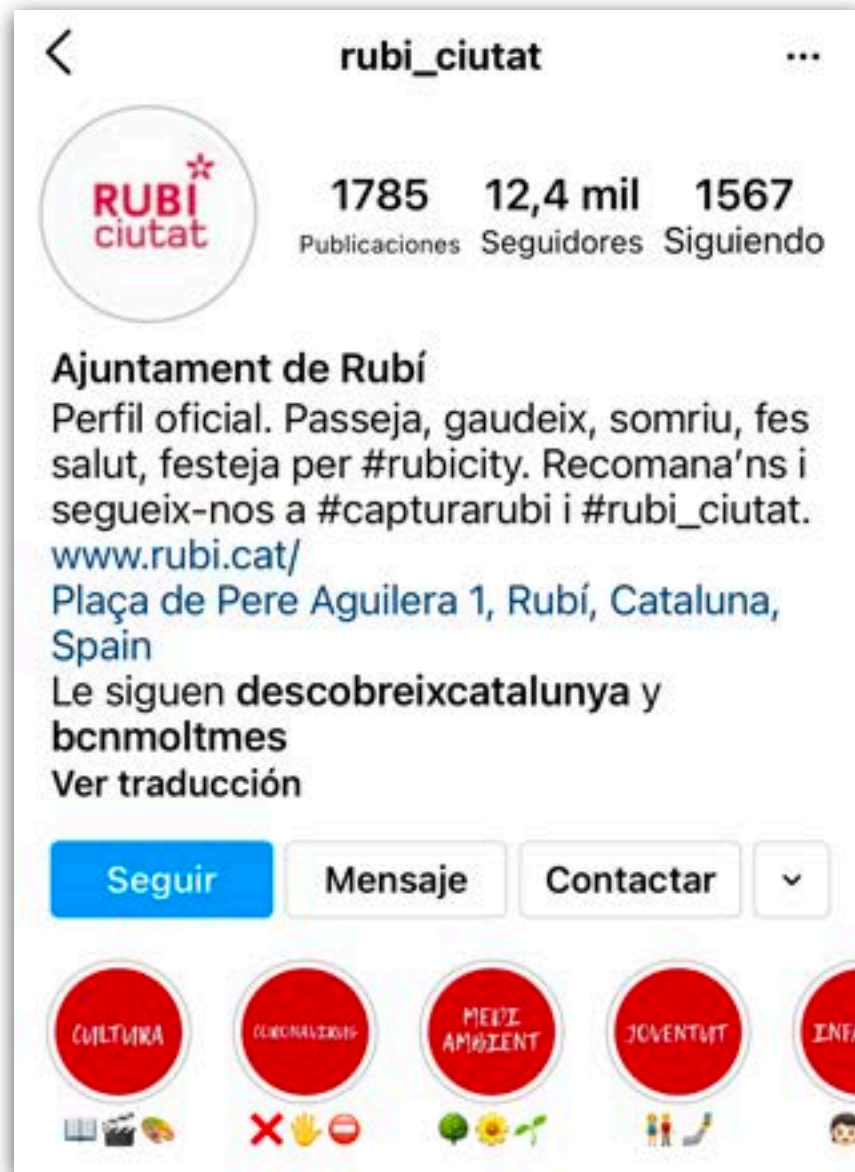 rubi_ciutat
RUBÍ
ciutat
1785 12,4 mil 1567
Publicaciones Seguidores Siguiendo
Ajuntament de Rubí
Perfil oficial. Passeja, gaudeix, somriu, fes
salut, festeja per #rubicity. Recomana'ns i
segueix-nos a #capturarubi i #rubi_ciutat.
www.rubi.cat/
Plaça de Pere Aguilera 1, Rubí, Cataluna,
Spain
Le siguen descobreixcatalunya y
bcnmoltmes
Ver traducción
Seguir Mensaje Contactar
CULTURA CORONAVIRUS MEDI JOVENTUT
AMBIENT